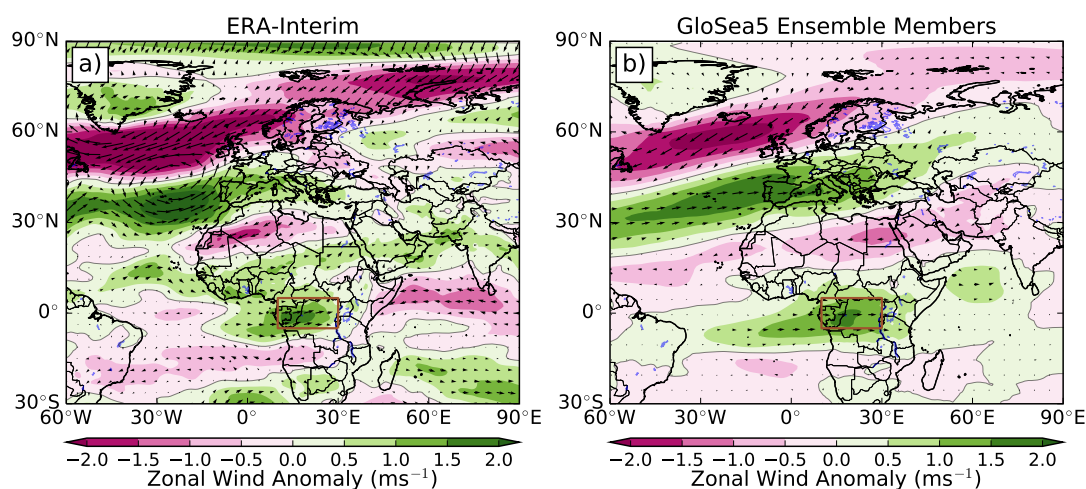 ERA-Interim
a)
90°N
60°N
30°N
0°
30°S
60°W 30°W 0° 30°E 60°E 90°E
−2.0 −1.5 −1.0 −0.5 0.0 0.5 1.0 1.5 2.0
Zonal Wind Anomaly (ms⁻¹)
GloSea5 Ensemble Members
b)
90°N
60°N
30°N
0°
30°S
60°W 30°W 0° 30°E 60°E 90°E
−2.0 −1.5 −1.0 −0.5 0.0 0.5 1.0 1.5 2.0
Zonal Wind Anomaly (ms⁻¹)